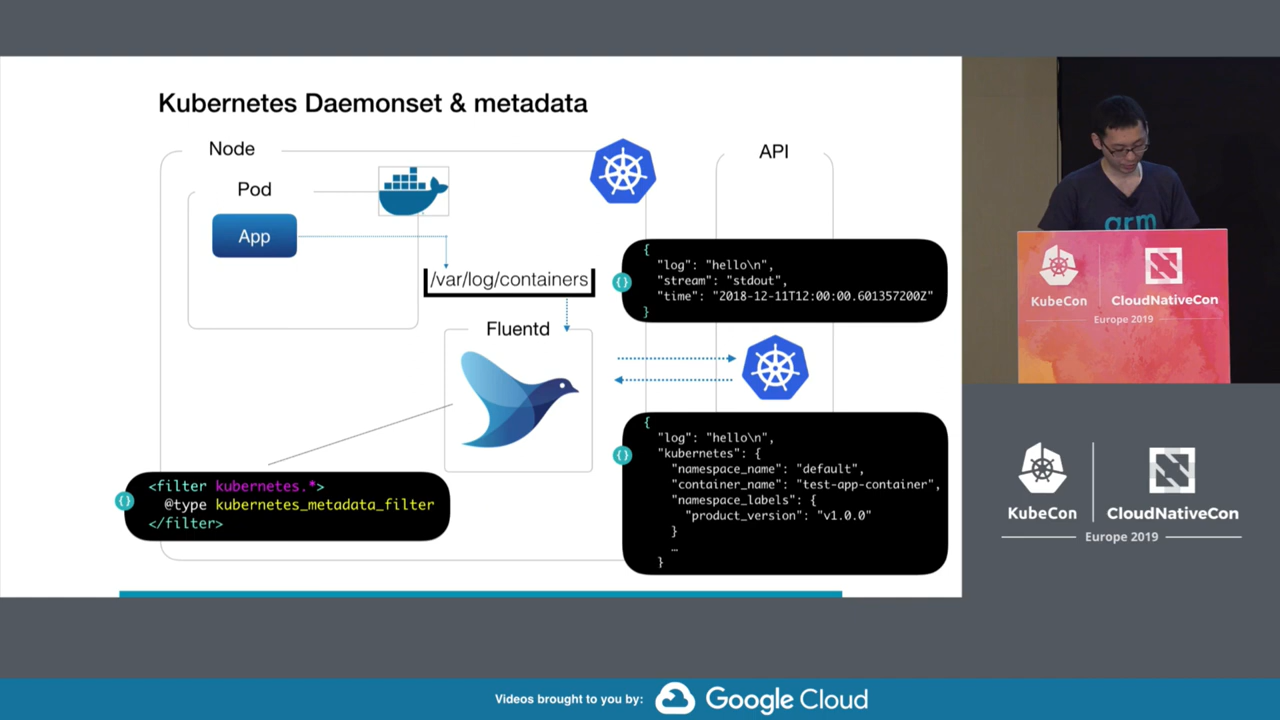 Kubernetes Daemonset & metadata
Node
API
Pod
App
/var/log/containers
{
"log": "hello\n",
"stream": "stdout",
"time": "2018-12-11T12:00:00.601357200Z"
}
{}
Fluentd
{
"log": "hello\n",
"kubernetes": {
"namespace_name": "default",
"container_name": "test-app-container",
"namespace_labels": {
"product_version": "v1.0.0"
}
…
}
{}
<filter kubernetes.*>
@type kubernetes_metadata_filter
</filter>
{}
arm
KubeCon
CloudNativeCon
Europe 2019
KubeCon
CloudNativeCon
Europe 2019
Videos brought to you by:
Google Cloud